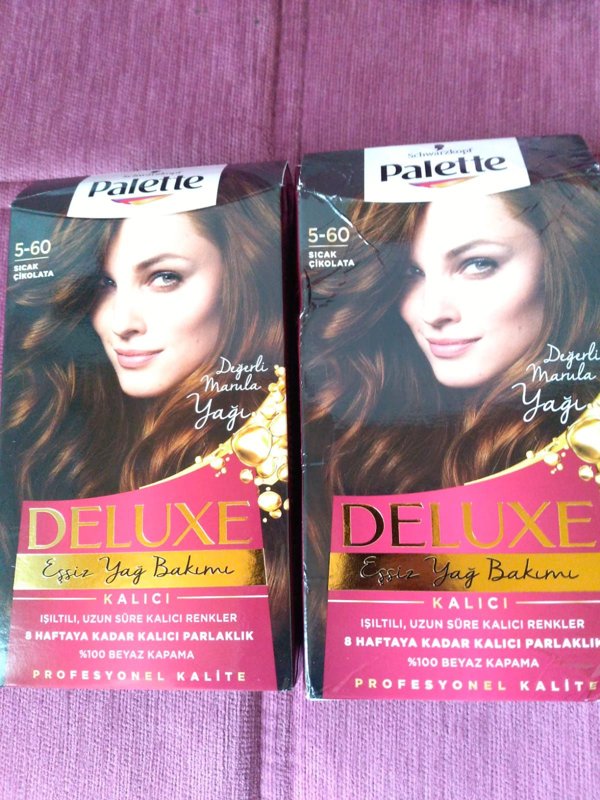 Schwarzkopf
Palette
5-60
SICAK
ÇİKOLATA
Değerli
Marula
Yağı
DELUXE
Eşsiz Yağ Bakımı
KALICI
IŞILTILI, UZUN SÜRE KALICI RENKLER
8 HAFTAYA KADAR KALICI PARLAKLIK
%100 BEYAZ KAPAMA
PROFESYONEL KALİTE
Schwarzkopf
Palette
5-60
SICAK
ÇİKOLATA
Değerli
Marula
Yağı
DELUXE
Eşsiz Yağ Bakımı
KALICI
IŞILTILI, UZUN SÜRE KALICI RENKLER
8 HAFTAYA KADAR KALICI PARLAKLIK
%100 BEYAZ KAPAMA
PROFESYONEL KALİTE